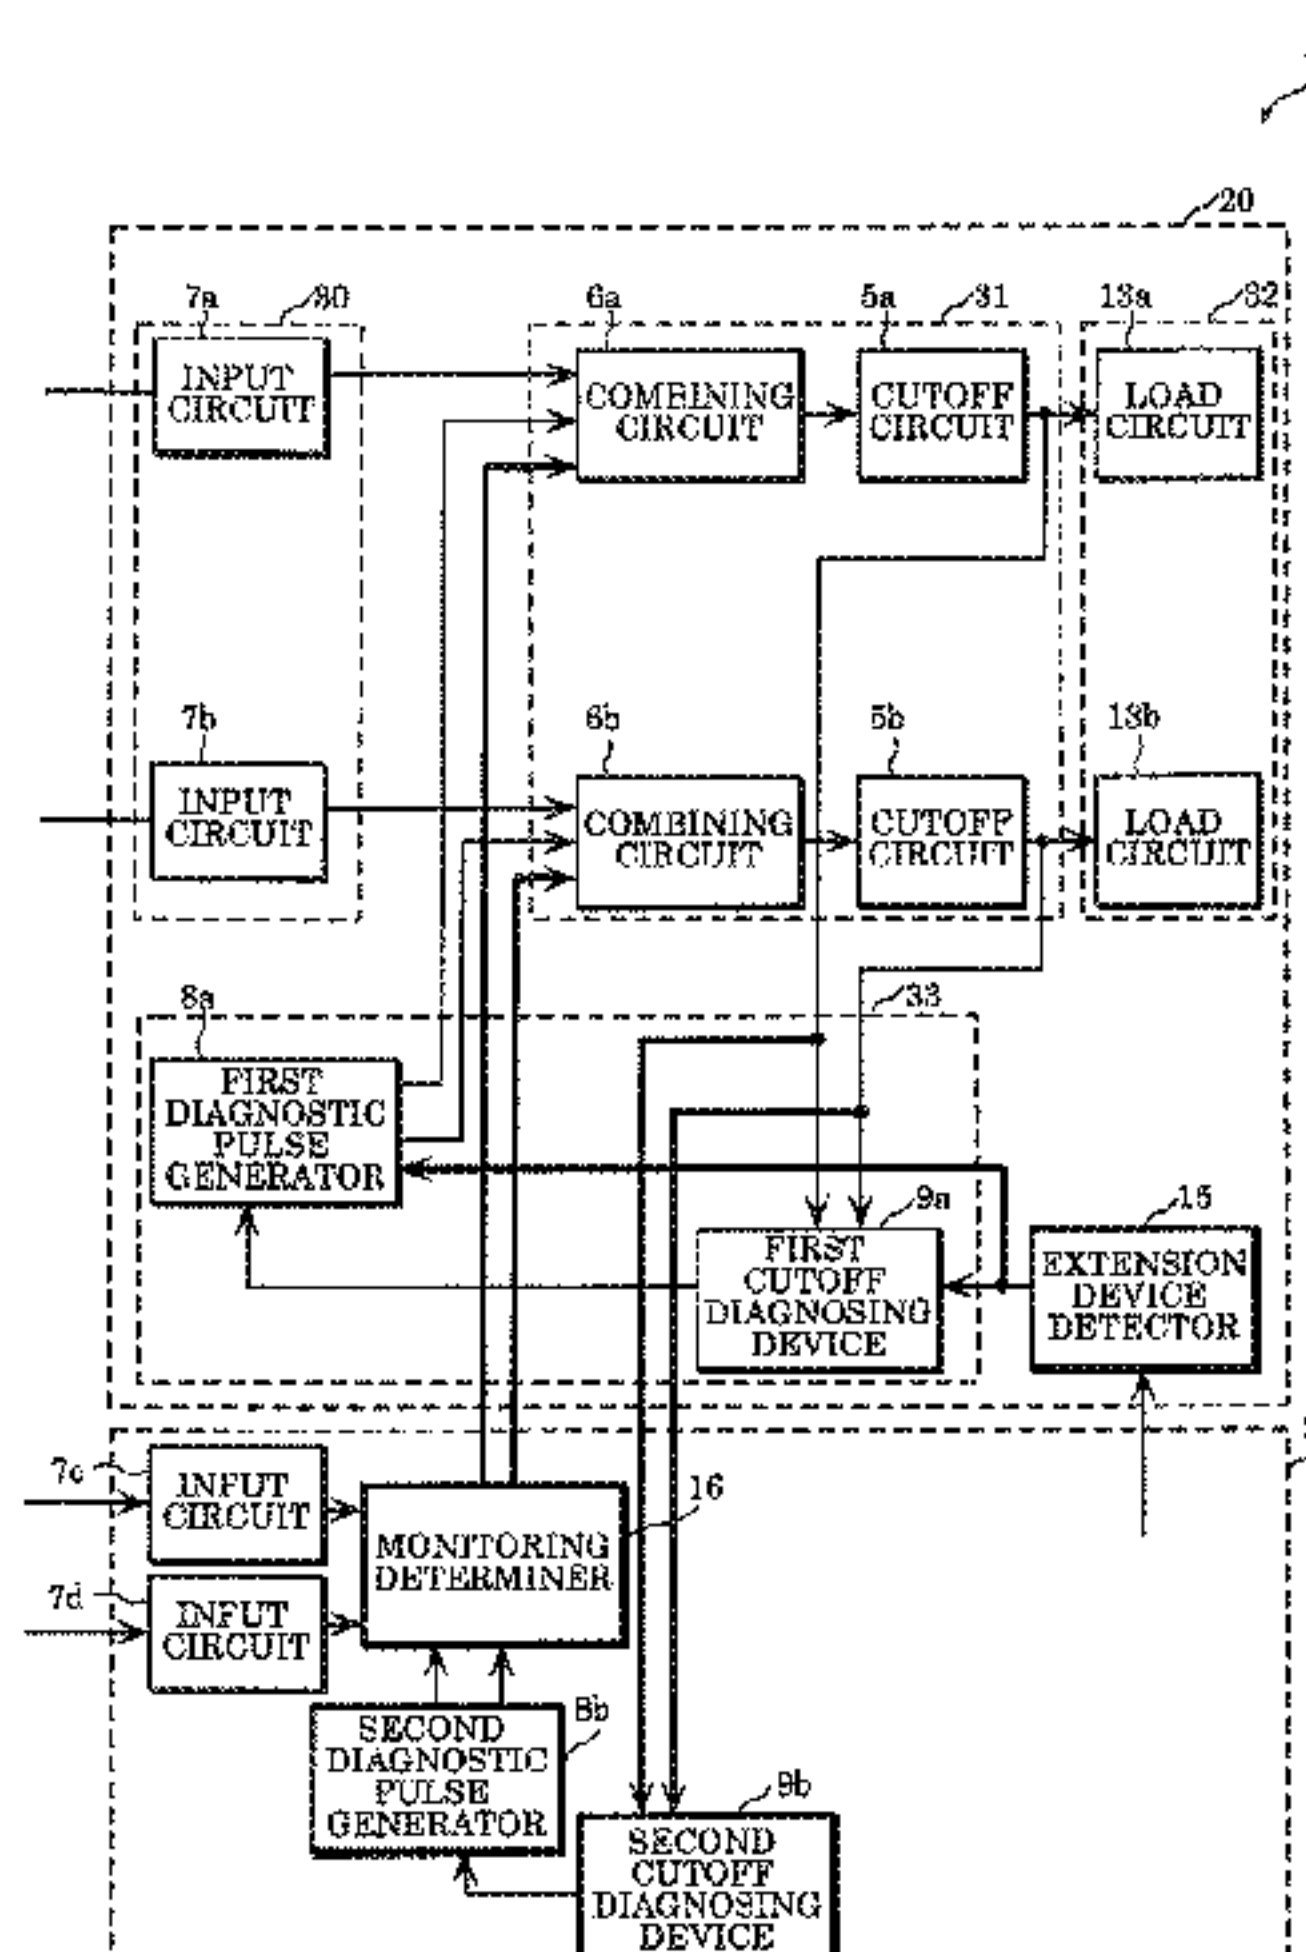 20
7a
30
6a
5a
31
13a
32
INPUT
CIRCUIT
COMBINING
CIRCUIT
CUTOFF
CIRCUIT
LOAD
CIRCUIT
7b
6b
5b
13b
INPUT
CIRCUIT
COMBINING
CIRCUIT
CUTOFF
CIRCUIT
LOAD
CIRCUIT
8a
33
FIRST
DIAGNOSTIC
PULSE
GENERATOR
9a
15
FIRST
CUTOFF
DIAGNOSING
DEVICE
EXTENSION
DEVICE
DETECTOR
7c
INPUT
CIRCUIT
16
MONITORING
DETERMINER
7d
INPUT
CIRCUIT
8b
SECOND
DIAGNOSTIC
PULSE
GENERATOR
9b
SECOND
CUTOFF
DIAGNOSING
DEVICE